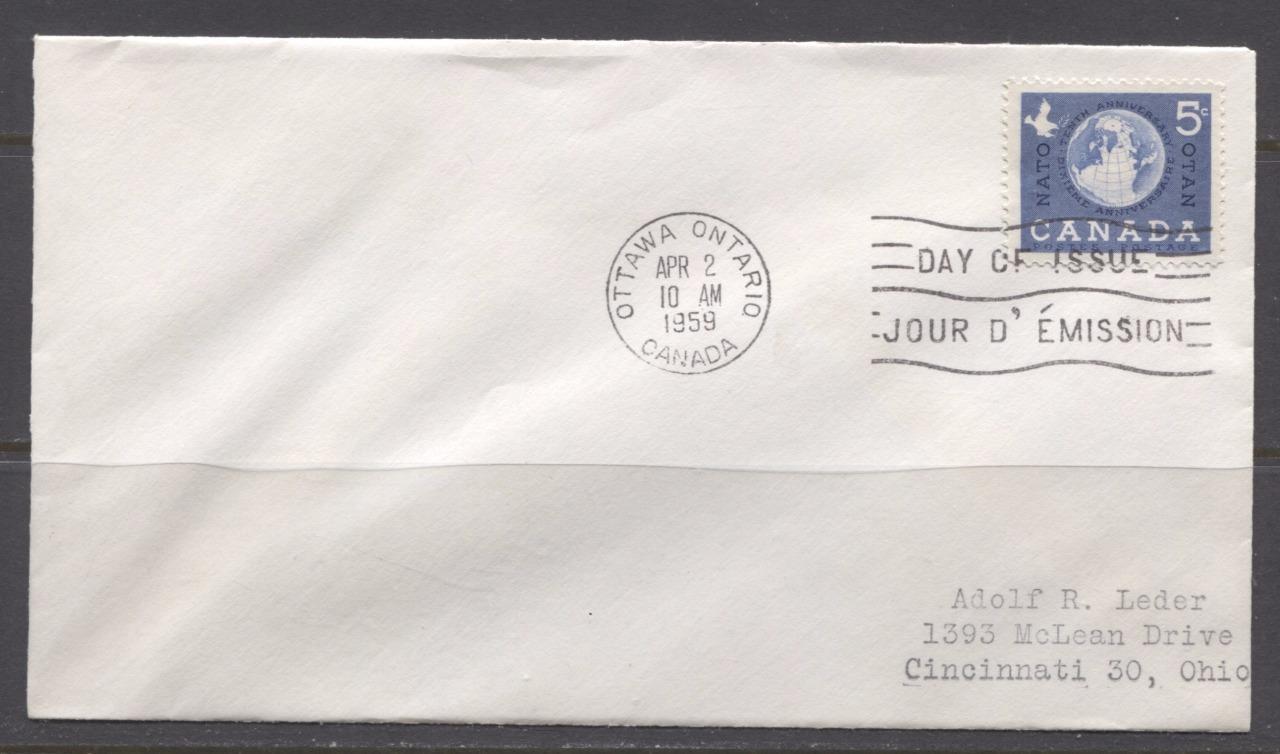 5c
NATO
TENTH ANNIVERSARY
DIXIÈME ANNIVERSAIRE
OTAN
CANADA
POSTES POSTAGE
OTTAWA ONTARIO
APR 2
10 AM
1959
CANADA
DAY OF ISSUE
JOUR D' ÉMISSION
Adolf R. Leder
1393 McLean Drive
Cincinnati 30, Ohio